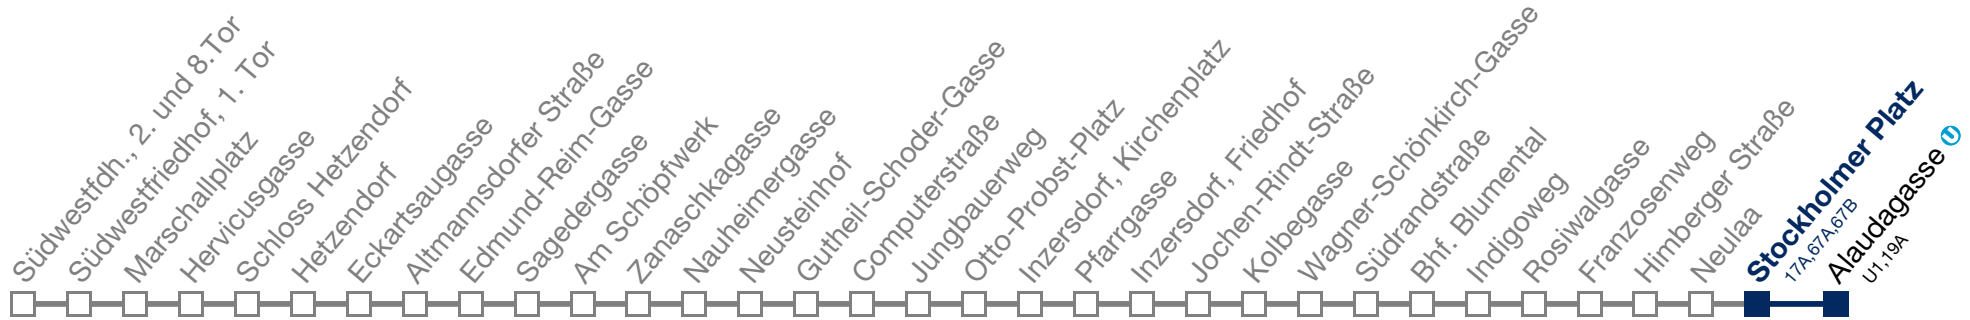 Südwestfdh., 2. und 8.Tor
Südwestfriedhof, 1. Tor
Marschallplatz
Hervicusgasse
Schloss Hetzendorf
Hetzendorf
Eckartsaugasse
Altmannsdorfer Straße
Edmund-Reim-Gasse
Sagedergasse
Am Schöpfwerk
Zanaschkagasse
Nauheimergasse
Neusteinhof
Gutheil-Schoder-Gasse
Computerstraße
Jungbauerweg
Otto-Probst-Platz
Inzersdorf, Kirchenplatz
Pfarrgasse
Inzersdorf, Friedhof
Jochen-Rindt-Straße
Kolbegasse
Wagner-Schönkirch-Gasse
Südrandstraße
Bhf. Blumental
Indigoweg
Rosiwalgasse
Franzosenweg
Himberger Straße
Neulaa
Stockholmer Platz
17A,67A,67B
Alaudagasse U
U1,19A